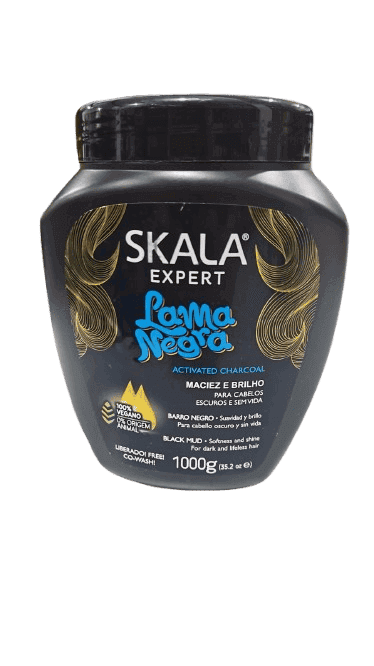 SKALA®
EXPERT
Lama
Negra
ACTIVATED CHARCOAL
MACIEZ E BRILHO
PARA CABELOS
ESCUROS E SEM VIDA
100%
VEGANO
0% ORIGEM
ANIMAL
BARRO NEGRO • Suavidad y brillo
Para cabello oscuro y sin vida
BLACK MUD • Softness and shine
For dark and lifeless hair
LIBERADO! FREE!
CO-WASH!
1000g (35.2 oz e)